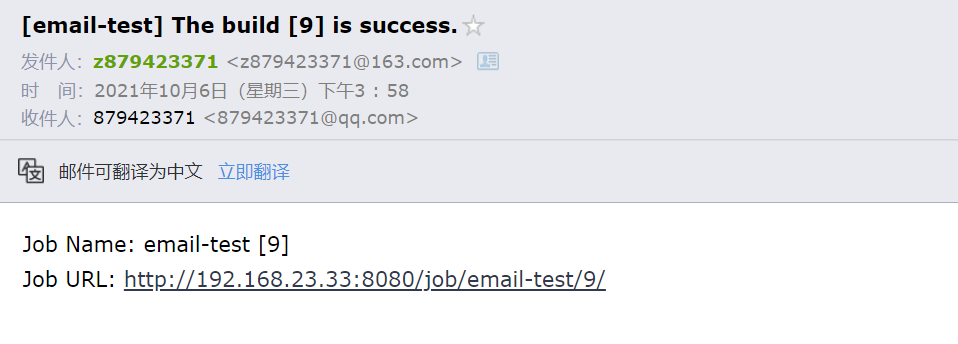 [email-test] The build [9] is success.
发件人：z879423371 <z879423371@163.com>
时　间：2021年10月6日（星期三）下午3：58
收件人：879423371 <879423371@qq.com>
邮件可翻译为中文　立即翻译
Job Name: email-test [9]
Job URL: http://192.168.23.33:8080/job/email-test/9/